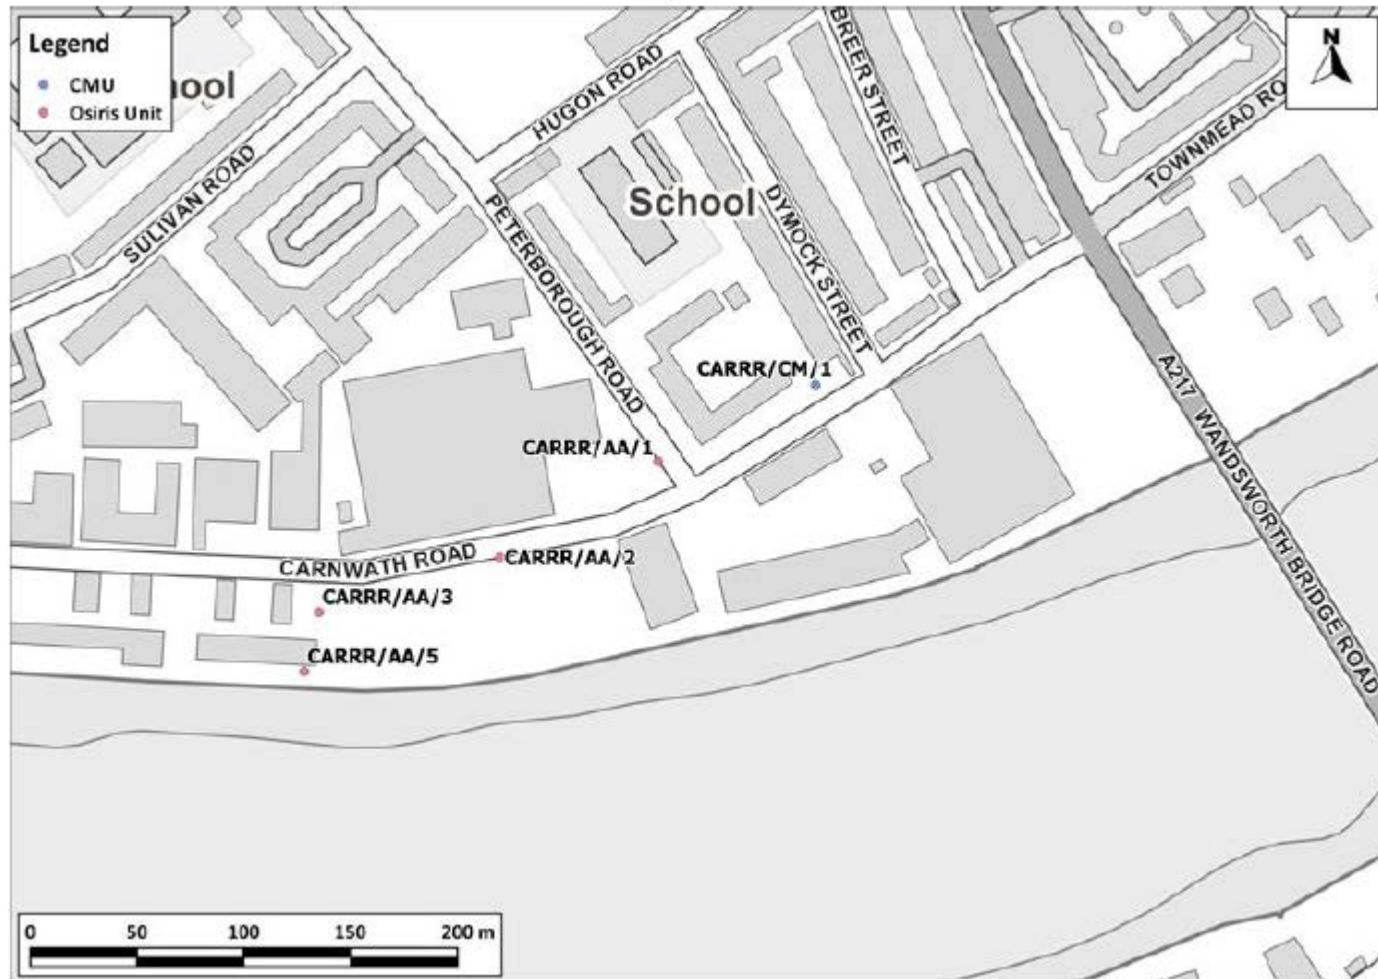 Legend
CMU
Osiris Unit
hool
N
HUGON ROAD
BREER STREET
TOWNMEAD RO
SULIVAN ROAD
School
PETERBOROUGH ROAD
DYMOCK STREET
CARRR/CM/1
A217 WANDSWORTH BRIDGE ROAD
CARRR/AA/1
CARNWATH ROAD
CARRR/AA/2
CARRR/AA/3
CARRR/AA/5
0 50 100 150 200 m